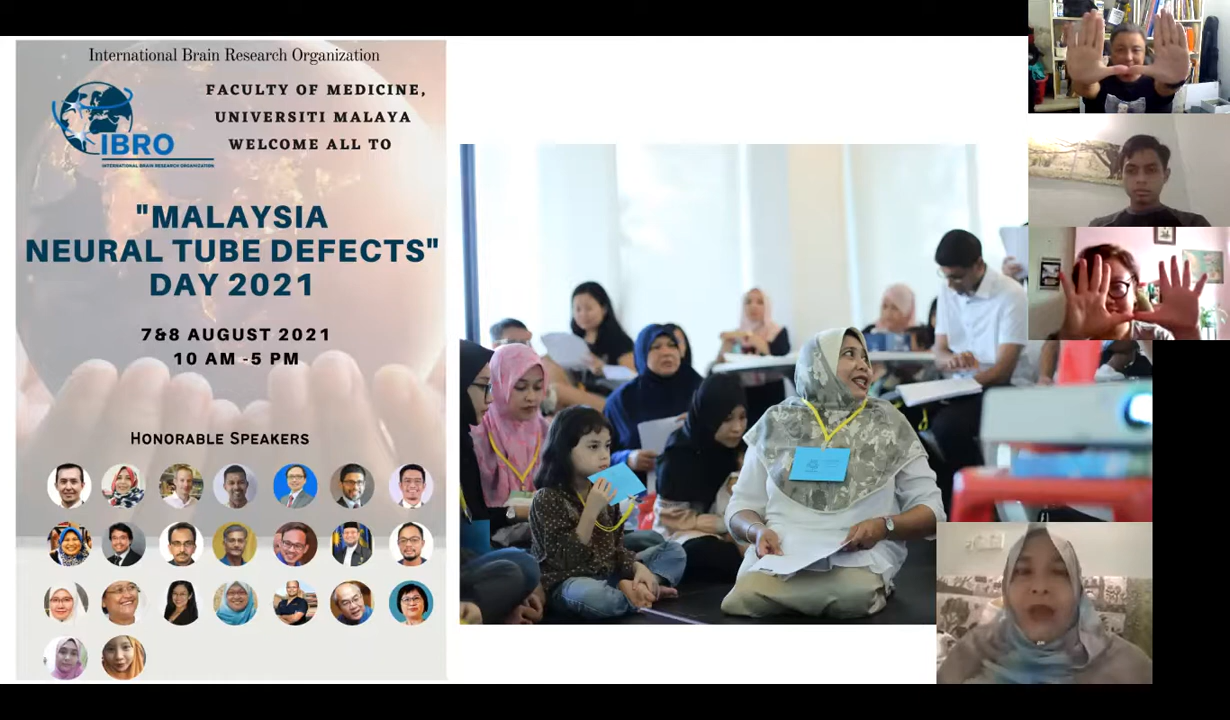 International Brain Research Organization
FACULTY OF MEDICINE,
UNIVERSITI MALAYA
WELCOME ALL TO
IBRO
INTERNATIONAL BRAIN RESEARCH ORGANIZATION
"MALAYSIA
NEURAL TUBE DEFECTS"
DAY 2021
7&8 AUGUST 2021
10 AM -5 PM
HONORABLE SPEAKERS